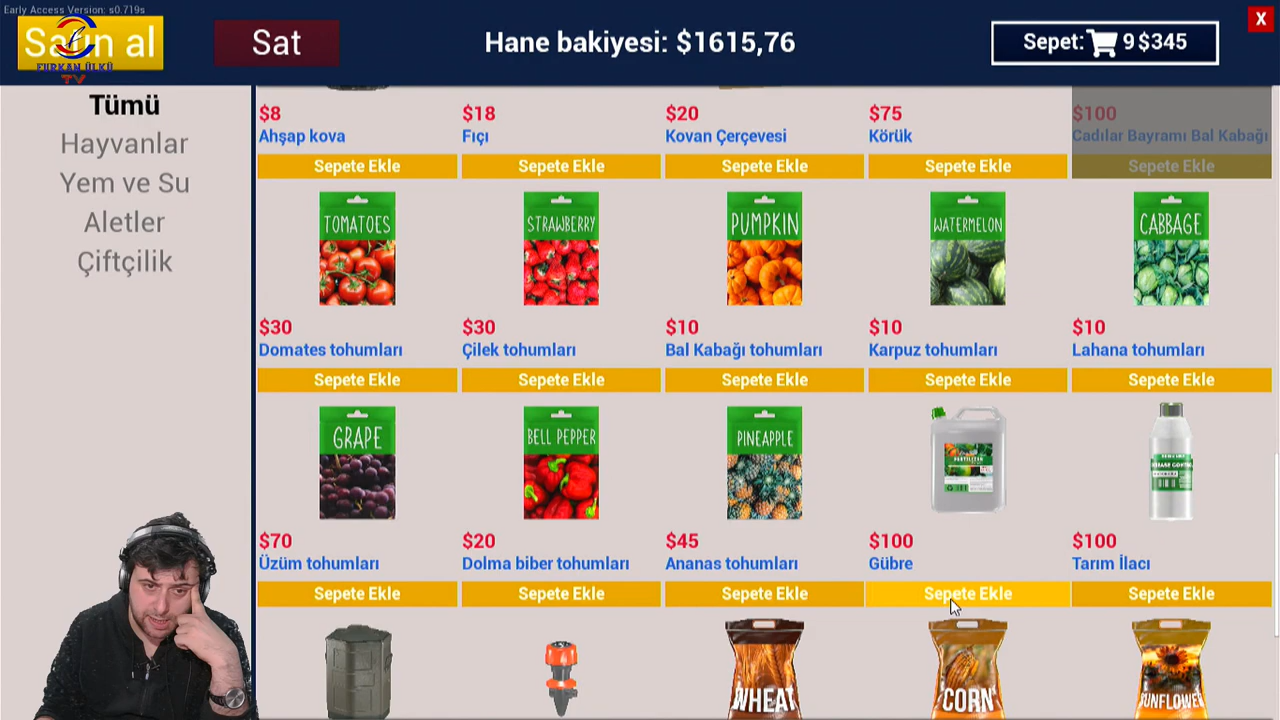 Early Access Version: s0.719s
Satın al
FURKAN ÜLKÜ
TV
Sat
Hane bakiyesi: $1615,76
Sepet: 9 $345
X
Tümü
Hayvanlar
Yem ve Su
Aletler
Çiftçilik
$8 $18 $20 $75 $100
Ahşap kova Fıçı Kovan Çerçevesi Körük Cadılar Bayramı Bal Kabağı
Sepete Ekle Sepete Ekle Sepete Ekle Sepete Ekle Sepete Ekle
TOMATOES STRAWBERRY PUMPKIN WATERMELON CABBAGE
$30 $30 $10 $10 $10
Domates tohumları Çilek tohumları Bal Kabağı tohumları Karpuz tohumları Lahana tohumları
Sepete Ekle Sepete Ekle Sepete Ekle Sepete Ekle Sepete Ekle
GRAPE BELL PEPPER PINEAPPLE FERTILIZER
$70 $20 $45 $100 $100
Üzüm tohumları Dolma biber tohumları Ananas tohumları Gübre Tarım İlacı
Sepete Ekle Sepete Ekle Sepete Ekle Sepete Ekle Sepete Ekle
WHEAT CORN SUNFLOWER